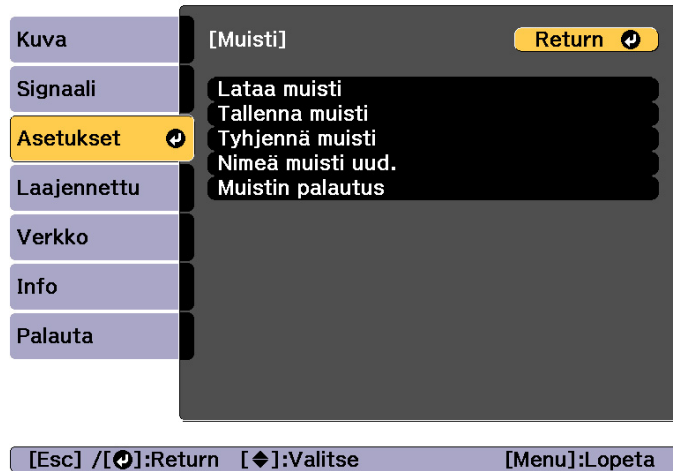 Kuva
Signaali
Asetukset
Laajennettu
Verkko
Info
Palauta
[Muisti] Return
Lataa muisti
Tallenna muisti
Tyhjennä muisti
Nimeä muisti uud.
Muistin palautus
[Esc] /[↵]:Return [◆]:Valitse [Menu]:Lopeta